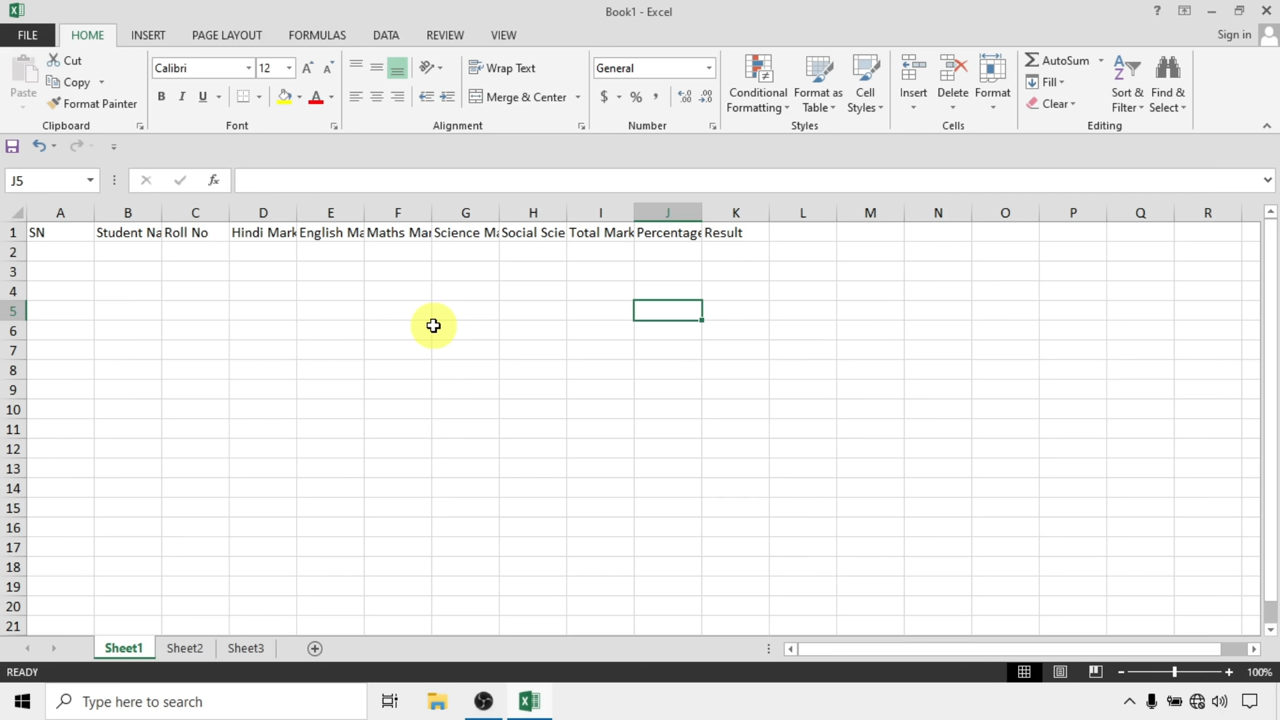 Book1 - Excel
?
FILE HOME INSERT PAGE LAYOUT FORMULAS DATA REVIEW VIEW Sign in
Paste
Cut
Copy
Format Painter
Clipboard
Calibri 12
B I U A
Font
Wrap Text
Merge & Center
Alignment
General
$ % ,
Number
Conditional Formatting
Format as Table
Cell Styles
Styles
Insert Delete Format
Cells
AutoSum
Fill
Clear
Sort & Filter
Find & Select
Editing
J5 fx
A B C D E F G H I J K L M N O P Q R
1 SN Student Na Roll No Hindi Mark English Ma Maths Mar Science Ma Social Scie Total Mark Percentage Result
2
3
4
5
6
7
8
9
10
11
12
13
14
15
16
17
18
19
20
21
Sheet1 Sheet2 Sheet3
READY 100%
Type here to search